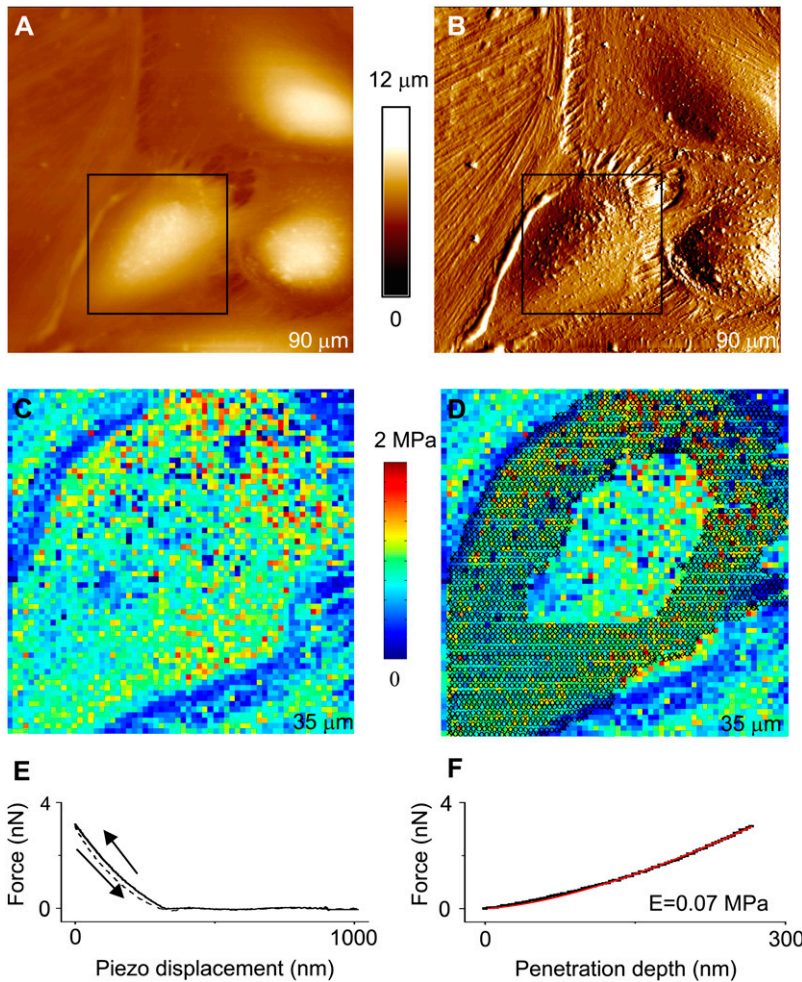 A
B
12 μm
0
90 μm
90 μm
C
D
2 MPa
0
35 μm
35 μm
E
F
4
0
Force (nN)
0
1000
Piezo displacement (nm)
4
0
Force (nN)
E=0.07 MPa
0
300
Penetration depth (nm)